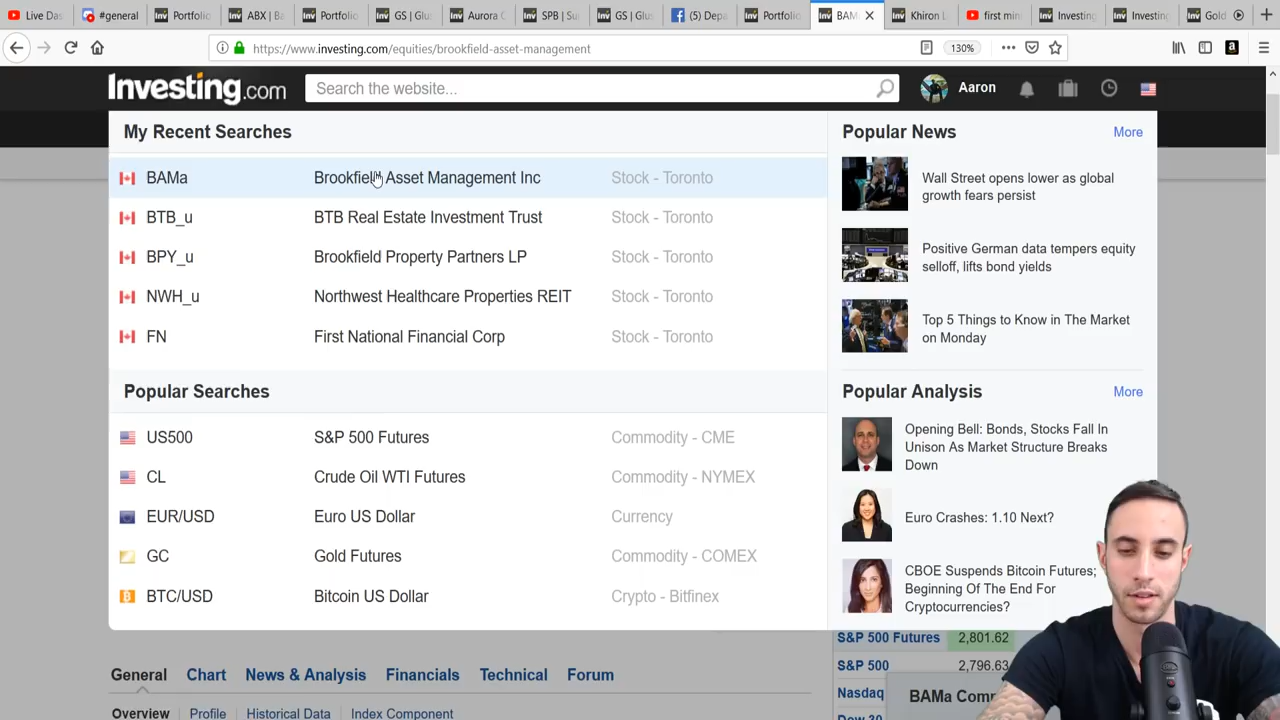 Live Das
#general
Portfolio
ABX | Ba
Portfolio
GS | Glus
Aurora C
SPB | Su
GS | Glus
(5) Depa
Portfolio
BAMa
Khiron L
first min
Investing
Investing
Gold
https://www.investing.com/equities/brookfield-asset-management
130%
Investing.com
Search the website...
Aaron
My Recent Searches
BAMa Brookfield Asset Management Inc Stock - Toronto
BTB_u BTB Real Estate Investment Trust Stock - Toronto
BPY_u Brookfield Property Partners LP Stock - Toronto
NWH_u Northwest Healthcare Properties REIT Stock - Toronto
FN First National Financial Corp Stock - Toronto
Popular Searches
US500 S&P 500 Futures Commodity - CME
CL Crude Oil WTI Futures Commodity - NYMEX
EUR/USD Euro US Dollar Currency
GC Gold Futures Commodity - COMEX
BTC/USD Bitcoin US Dollar Crypto - Bitfinex
Popular News More
Wall Street opens lower as global
growth fears persist
Positive German data tempers equity
selloff, lifts bond yields
Top 5 Things to Know in The Market
on Monday
Popular Analysis More
Opening Bell: Bonds, Stocks Fall In
Unison As Market Structure Breaks
Down
Euro Crashes: 1.10 Next?
CBOE Suspends Bitcoin Futures;
Beginning Of The End For
Cryptocurrencies?
S&P 500 Futures 2,801.62
S&P 500 2,796.63
Nasdaq
Dow 30
BAMa Com
General Chart News & Analysis Financials Technical Forum
Overview Profile Historical Data Index Component